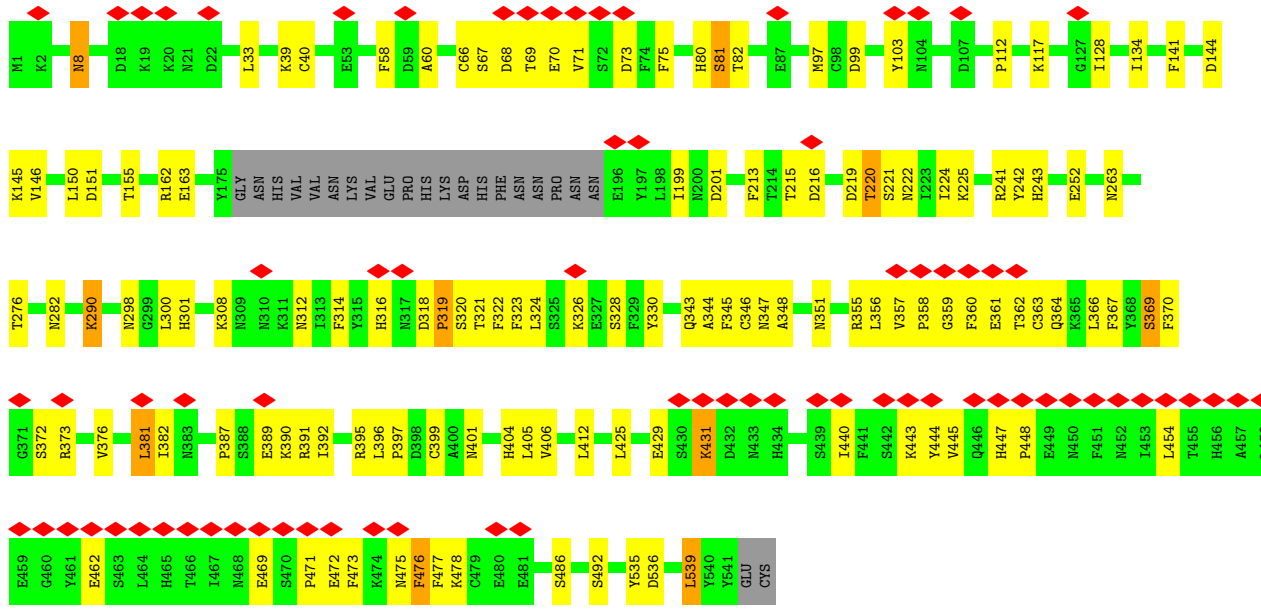 M1 K2 N8 D18 K19 K20 N21 D22 L33 K39 C40 E53 F58 D59 A60 C66 S67 D68 T69 E70 V71 S72 D73 F74 F75 H80 S81 T82 E87 M97 C98 D99 Y103 N104 D107 P112 K117 G127 I128 I134 F141 D144
K145 V146 L150 D151 T155 R162 E163 Y175 GLY ASN HIS VAL VAL ASN LYS VAL GLU PRO HIS LYS ASP HIS PHE ASN ASN PRO ASN ASN E196 Y197 L198 I199 N200 D201 F213 T214 T215 D216 D219 T220 S221 N222 I223 I224 K225 R241 Y242 H243 E252 N263
T276 N282 K290 N298 G299 L300 H301 K308 N309 N310 K311 N312 I313 F314 Y315 H316 N317 D318 P319 S320 T321 F322 F323 L324 S325 K326 E327 S328 F329 Y330 Q343 A344 F345 C346 N347 A348 N351 R355 L356 V357 P358 G359 F360 E361 T362 C363 Q364 K365 L366 F367 Y368 S369 F370
G371 S372 R373 V376 L381 I382 N383 P387 S388 E389 K390 R391 I392 R395 L396 P397 D398 C399 A400 N401 H404 L405 V406 L412 L425 E429 S430 K431 D432 N433 H434 S439 I440 F441 S442 K443 Y444 V445 Q446 H447 P448 E449 N450 F451 N452 I453 L454 T455 H456 A457
E459 G460 Y461 E462 S463 L464 H465 T466 I467 N468 E469 S470 P471 E472 F473 K474 N475 F476 F477 K478 C479 E480 E481 S486 S492 Y535 D536 L539 Y540 Y541 GLU CYS